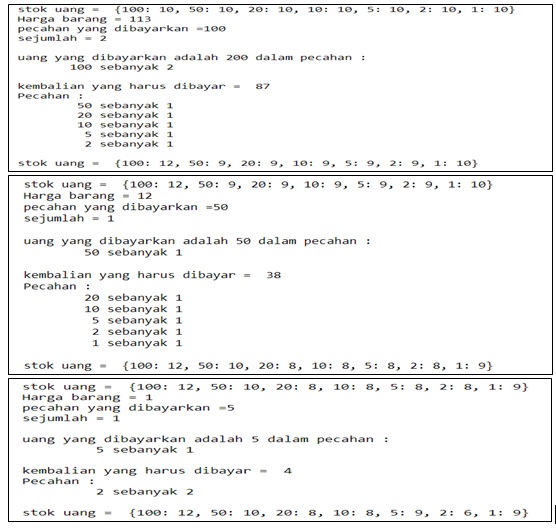 stok uang =  {100: 10, 50: 10, 20: 10, 10: 10, 5: 10, 2: 10, 1: 10}
Harga barang = 113
pecahan yang dibayarkan =100
sejumlah = 2
uang yang dibayarkan adalah 200 dalam pecahan :
100 sebanyak 2
kembalian yang harus dibayar =  87
Pecahan :
50 sebanyak 1
20 sebanyak 1
10 sebanyak 1
5 sebanyak 1
2 sebanyak 1
stok uang =  {100: 12, 50: 9, 20: 9, 10: 9, 5: 9, 2: 9, 1: 10}
stok uang =  {100: 12, 50: 9, 20: 9, 10: 9, 5: 9, 2: 9, 1: 10}
Harga barang = 12
pecahan yang dibayarkan =50
sejumlah = 1
uang yang dibayarkan adalah 50 dalam pecahan :
50 sebanyak 1
kembalian yang harus dibayar =  38
Pecahan :
20 sebanyak 1
10 sebanyak 1
5 sebanyak 1
2 sebanyak 1
1 sebanyak 1
stok uang =  {100: 12, 50: 10, 20: 8, 10: 8, 5: 8, 2: 8, 1: 9}
stok uang =  {100: 12, 50: 10, 20: 8, 10: 8, 5: 8, 2: 8, 1: 9}
Harga barang = 1
pecahan yang dibayarkan =5
sejumlah = 1
uang yang dibayarkan adalah 5 dalam pecahan :
5 sebanyak 1
kembalian yang harus dibayar =  4
Pecahan :
2 sebanyak 2
stok uang =  {100: 12, 50: 10, 20: 8, 10: 8, 5: 9, 2: 6, 1: 9}